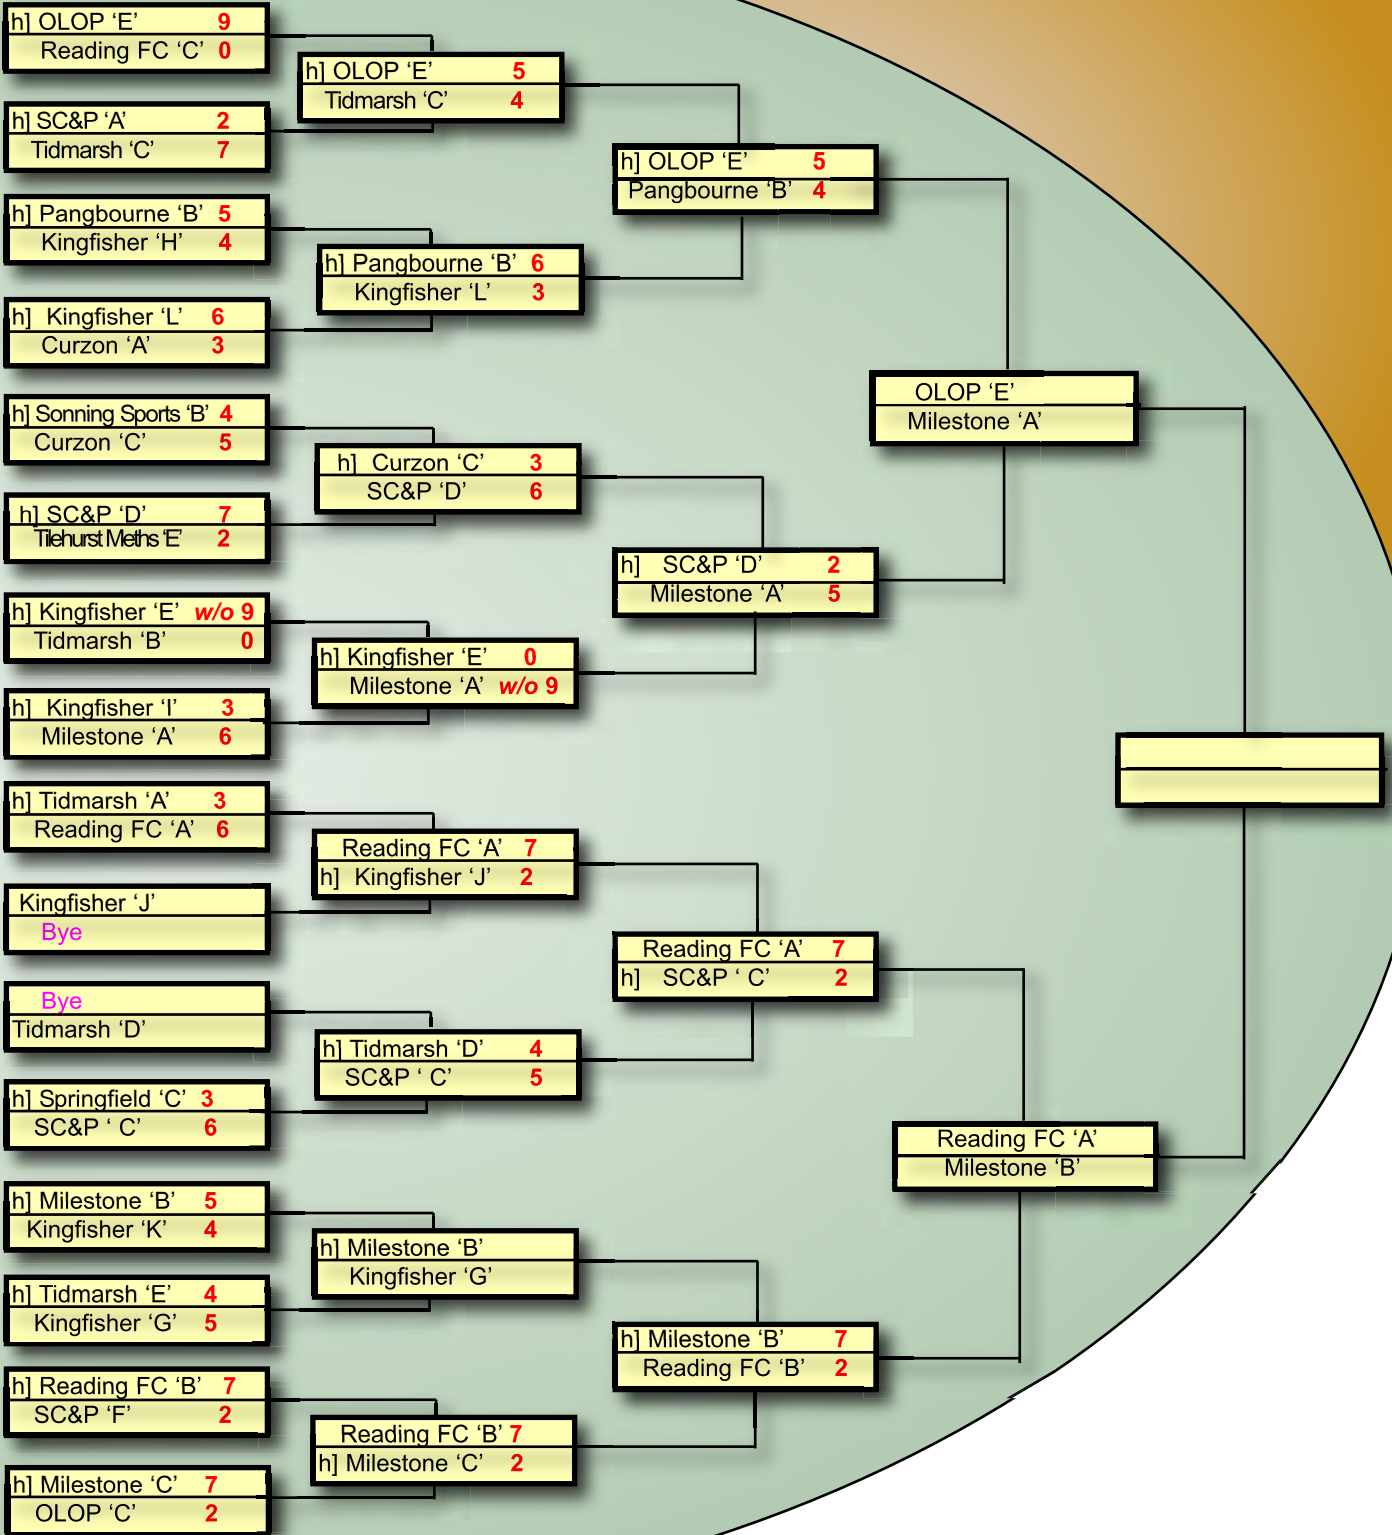 h] OLOP ‘E’ 9
Reading FC ‘C’ 0
h] SC&P ‘A’ 2
Tidmarsh ‘C’ 7
h] Pangbourne ‘B’ 5
Kingfisher ‘H’ 4
h] Kingfisher ‘L’ 6
Curzon ‘A’ 3
h] Sonning Sports ‘B’ 4
Curzon ‘C’ 5
h] SC&P ‘D’ 7
Tilehurst Meths ‘E’ 2
h] Kingfisher ‘E’ w/o 9
Tidmarsh ‘B’ 0
h] Kingfisher ‘I’ 3
Milestone ‘A’ 6
h] Tidmarsh ‘A’ 3
Reading FC ‘A’ 6
Kingfisher ‘J’
Bye
Bye
Tidmarsh ‘D’
h] Springfield ‘C’ 3
SC&P ‘ C’ 6
h] Milestone ‘B’ 5
Kingfisher ‘K’ 4
h] Tidmarsh ‘E’ 4
Kingfisher ‘G’ 5
h] Reading FC ‘B’ 7
SC&P ‘F’ 2
h] Milestone ‘C’ 7
OLOP ‘C’ 2
h] OLOP ‘E’ 5
Tidmarsh ‘C’ 4
h] Pangbourne ‘B’ 6
Kingfisher ‘L’ 3
h] Curzon ‘C’ 3
SC&P ‘D’ 6
h] Kingfisher ‘E’ 0
Milestone ‘A’ w/o 9
Reading FC ‘A’ 7
h] Kingfisher ‘J’ 2
h] Tidmarsh ‘D’ 4
SC&P ‘ C’ 5
h] Milestone ‘B’
Kingfisher ‘G’
Reading FC ‘B’ 7
h] Milestone ‘C’ 2
h] OLOP ‘E’ 5
Pangbourne ‘B’ 4
h] SC&P ‘D’ 2
Milestone ‘A’ 5
Reading FC ‘A’ 7
h] SC&P ‘ C’ 2
h] Milestone ‘B’ 7
Reading FC ‘B’ 2
OLOP ‘E’
Milestone ‘A’
Reading FC ‘A’
Milestone ‘B’